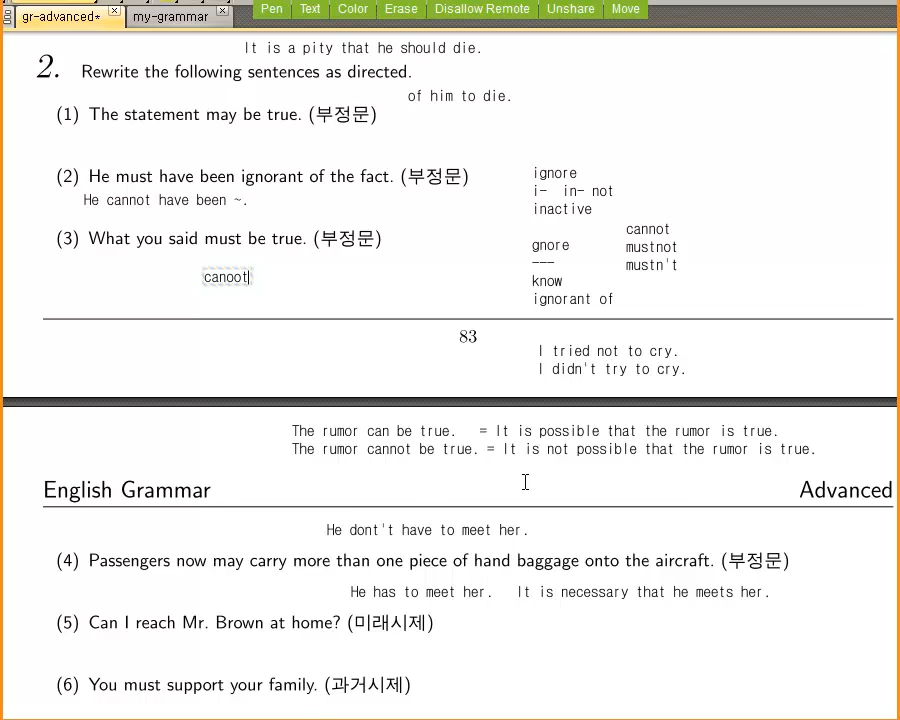 Pen Text Color Erase Disallow Remote Unshare Move
gr-advanced* my-grammar
It is a pity that he should die.
2. Rewrite the following sentences as directed.
of him to die.
(1) The statement may be true. (부정문)
(2) He must have been ignorant of the fact. (부정문)
He cannot have been ~.
(3) What you said must be true. (부정문)
canoot
ignore
i- in- not
inactive
gnore
---
know
ignorant of
cannot
mustnot
mustn't
83
I tried not to cry.
I didn't try to cry.
The rumor can be true. = It is possible that the rumor is true.
The rumor cannot be true. = It is not possible that the rumor is true.
English Grammar Advanced
He dont't have to meet her.
(4) Passengers now may carry more than one piece of hand baggage onto the aircraft. (부정문)
He has to meet her. It is necessary that he meets her.
(5) Can I reach Mr. Brown at home? (미래시제)
(6) You must support your family. (과거시제)